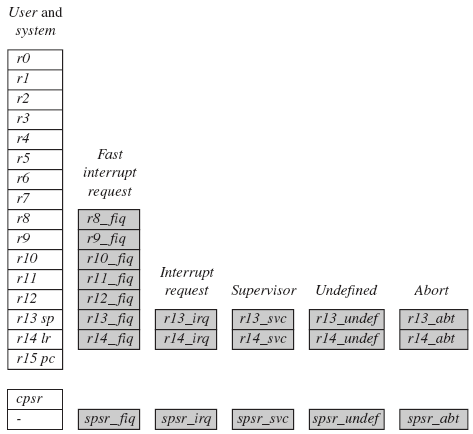 User and
system
r0
r1
r2
r3
r4
r5
r6
r7
r8
r9
r10
r11
r12
r13 sp
r14 lr
r15 pc
cpsr
-
Fast
interrupt
request
r8_fiq
r9_fiq
r10_fiq
r11_fiq
r12_fiq
r13_fiq
r14_fiq
spsr_fiq
Interrupt
request
r13_irq
r14_irq
spsr_irq
Supervisor
r13_svc
r14_svc
spsr_svc
Undefined
r13_undef
r14_undef
spsr_undef
Abort
r13_abt
r14_abt
spsr_abt